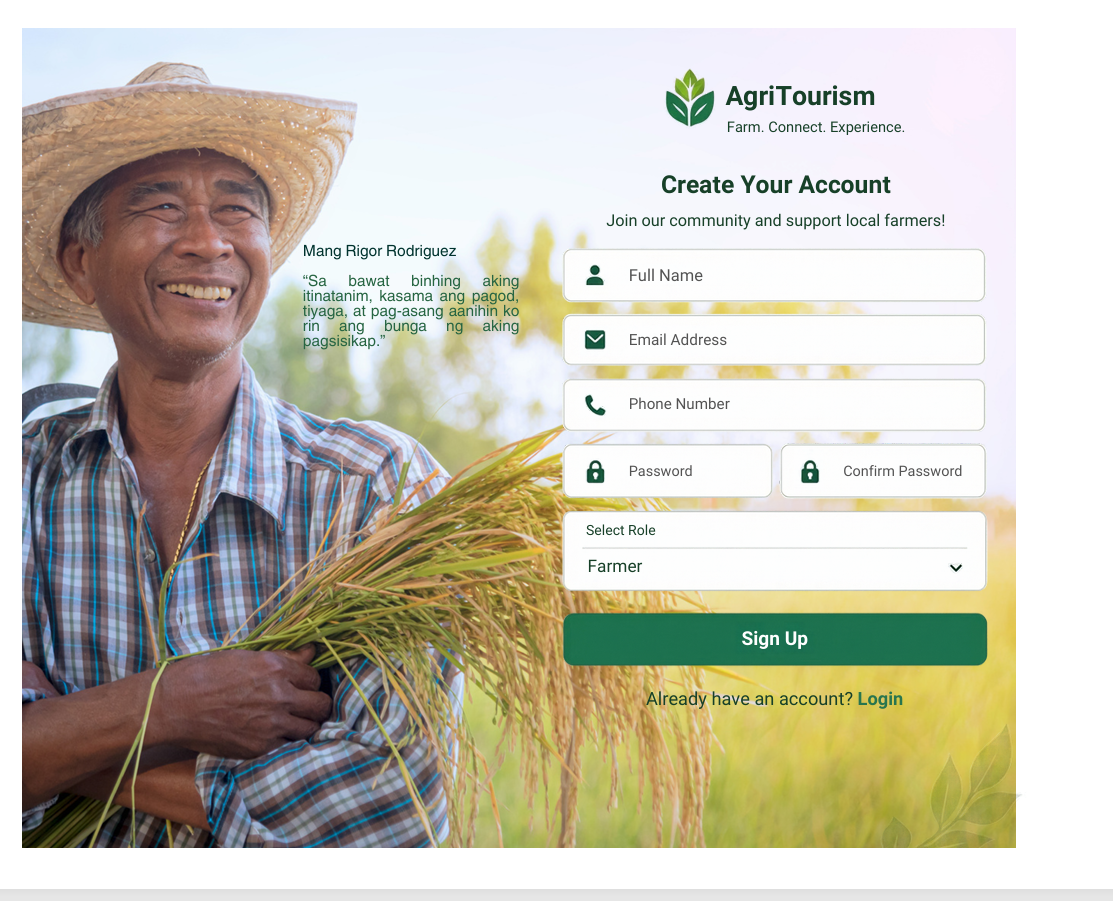 AgriTourism
Farm. Connect. Experience.
Create Your Account
Join our community and support local farmers!
Mang Rigor Rodriguez
“Sa bawat binhing aking
itinatanim, kasama ang pagod,
tiyaga, at pag-asang aanihin ko
rin ang bunga ng aking
pagsisikap.”
Full Name
Email Address
Phone Number
Password
Confirm Password
Select Role
Farmer
Sign Up
Already have an account? Login